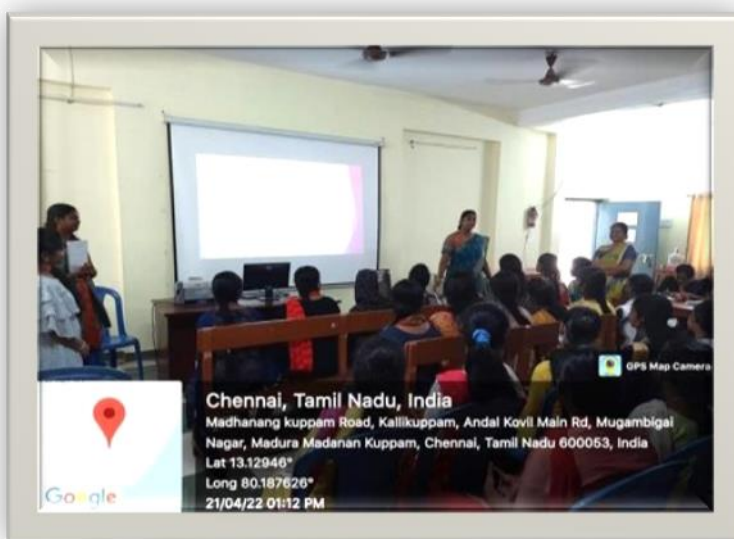 GPS Map Camera
Chennai, Tamil Nadu, India
Madhanang kuppam Road, Kallikuppam, Andal Kovil Main Rd, Mugambigai
Nagar, Madura Madanan Kuppam, Chennai, Tamil Nadu 600053, India
Lat 13.12946°
Long 80.187626°
21/04/22 01:12 PM
Google